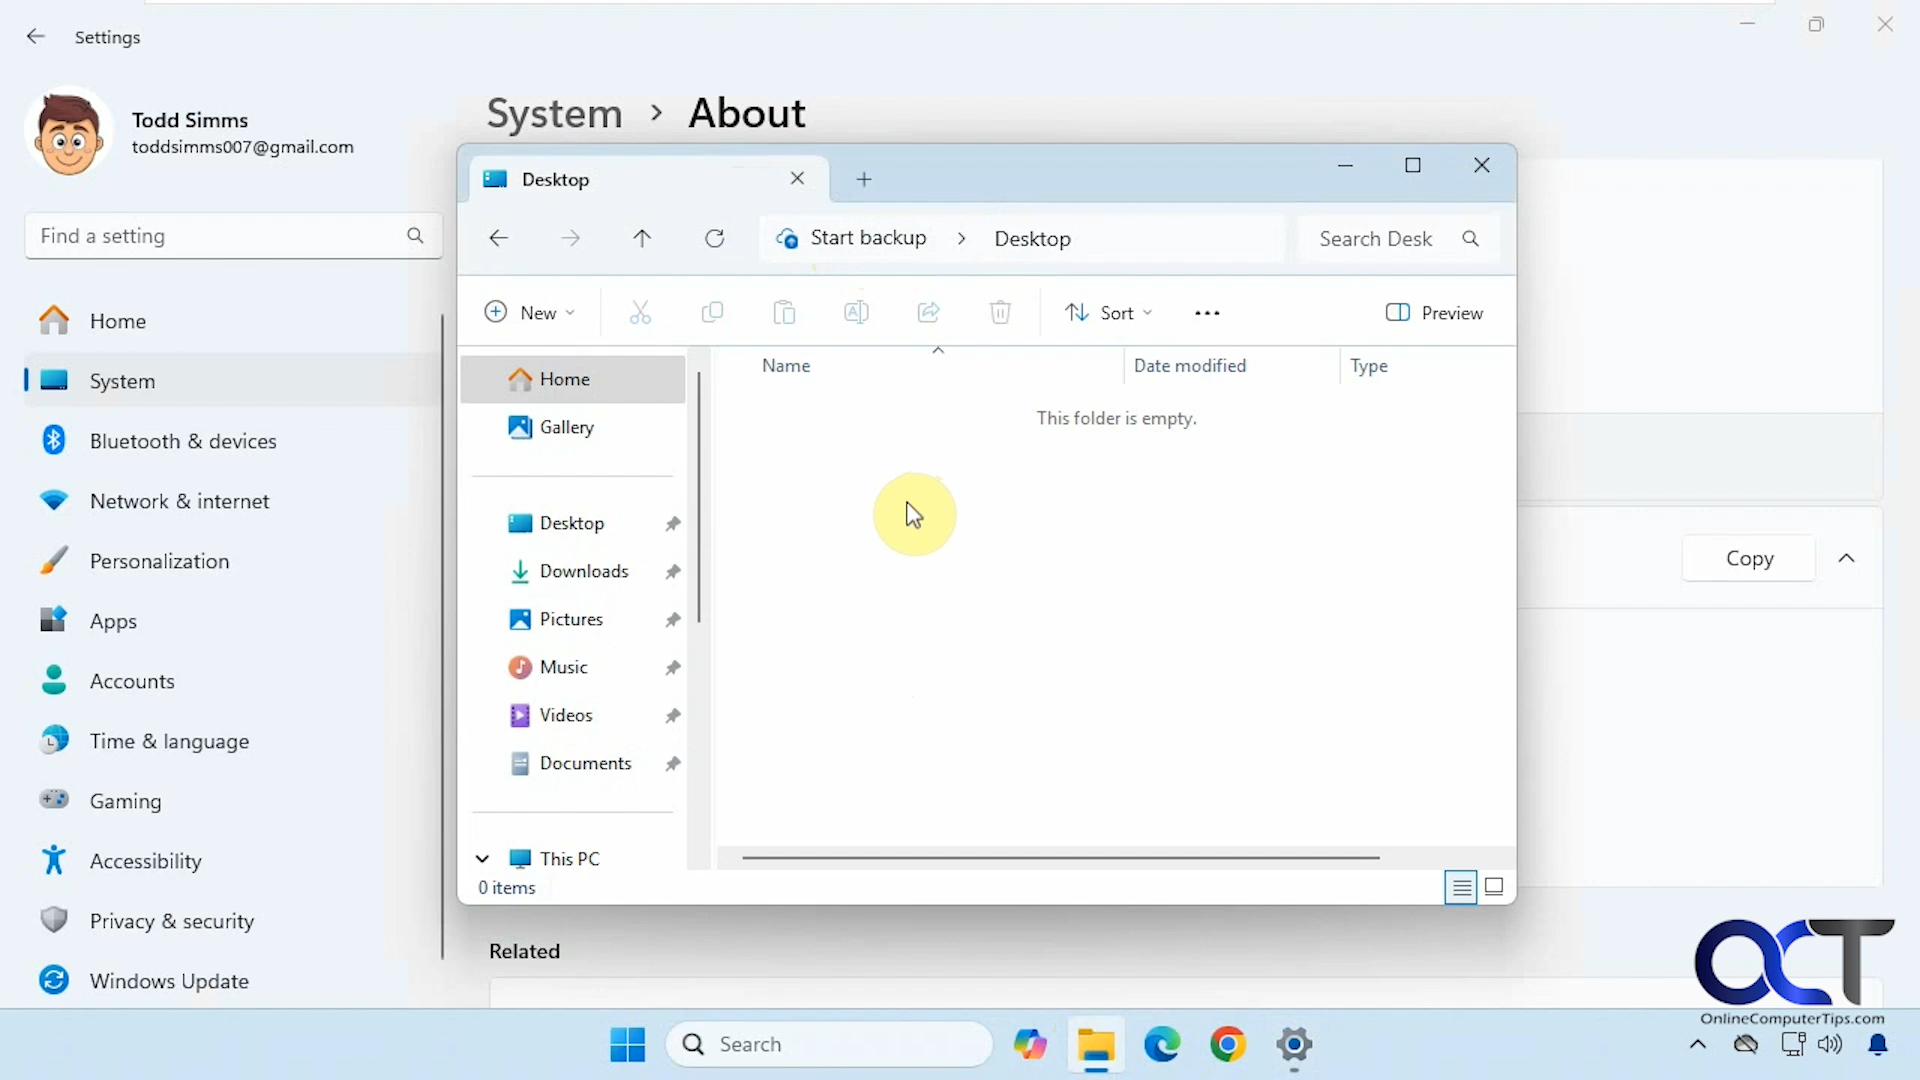 Settings
Todd Simms
toddsimms007@gmail.com
Find a setting
Home
System
Bluetooth & devices
Network & internet
Personalization
Apps
Accounts
Time & language
Gaming
Accessibility
Privacy & security
Windows Update
System > About
Desktop
Start backup > Desktop
Search Desk
New
Sort
Preview
Name
Date modified
Type
This folder is empty.
Home
Gallery
Desktop
Downloads
Pictures
Music
Videos
Documents
This PC
0 items
Copy
Related
OCT
OnlineComputerTips.com
Search